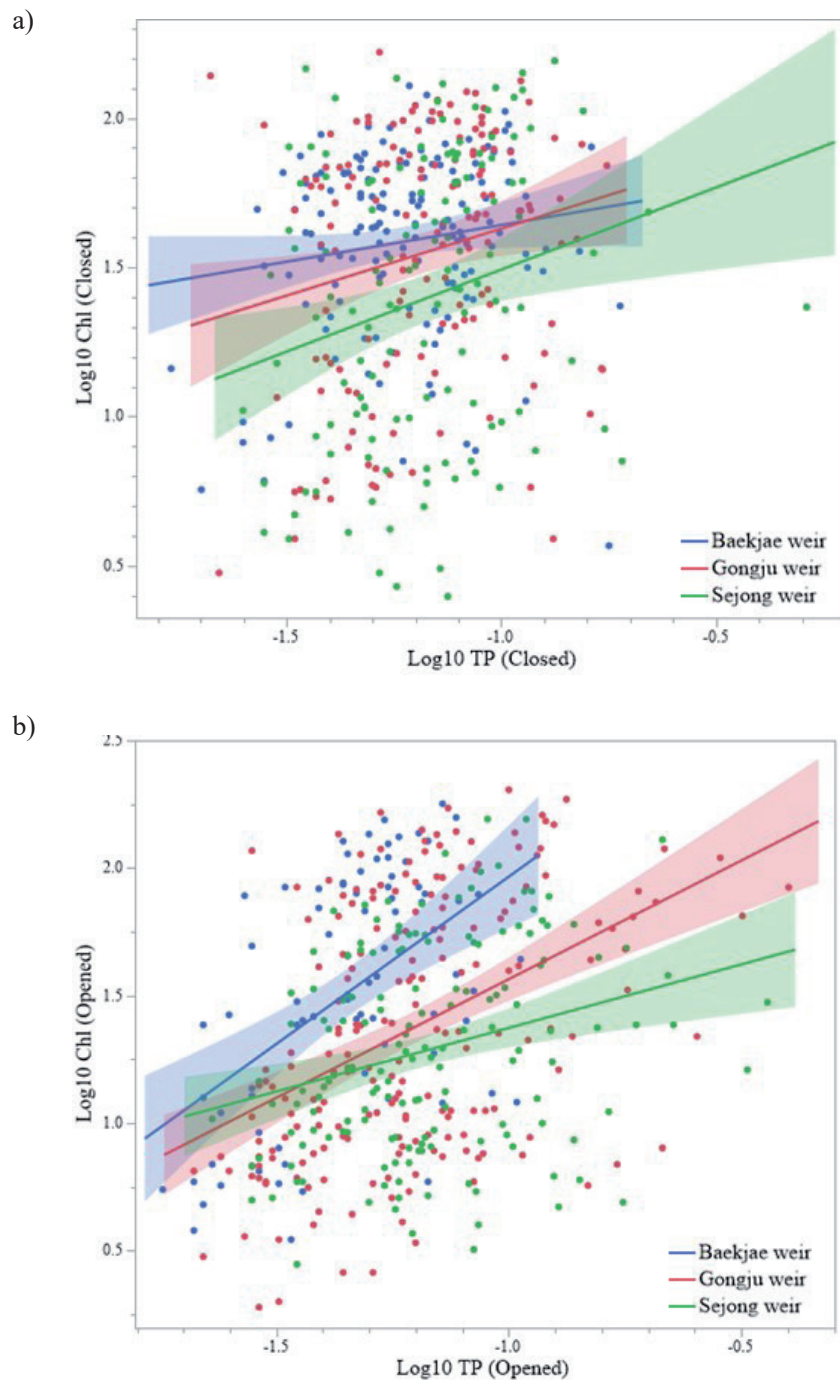 a)
2.0
1.5
1.0
0.5
Log10 Chl (Closed)
Baekjae weir
Gongju weir
Sejong weir
-1.5
-1.0
-0.5
Log10 TP (Closed)
b)
2.5
2.0
1.5
1.0
0.5
Log10 Chl (Opened)
Baekjae weir
Gongju weir
Sejong weir
-1.5
-1.0
-0.5
Log10 TP (Opened)